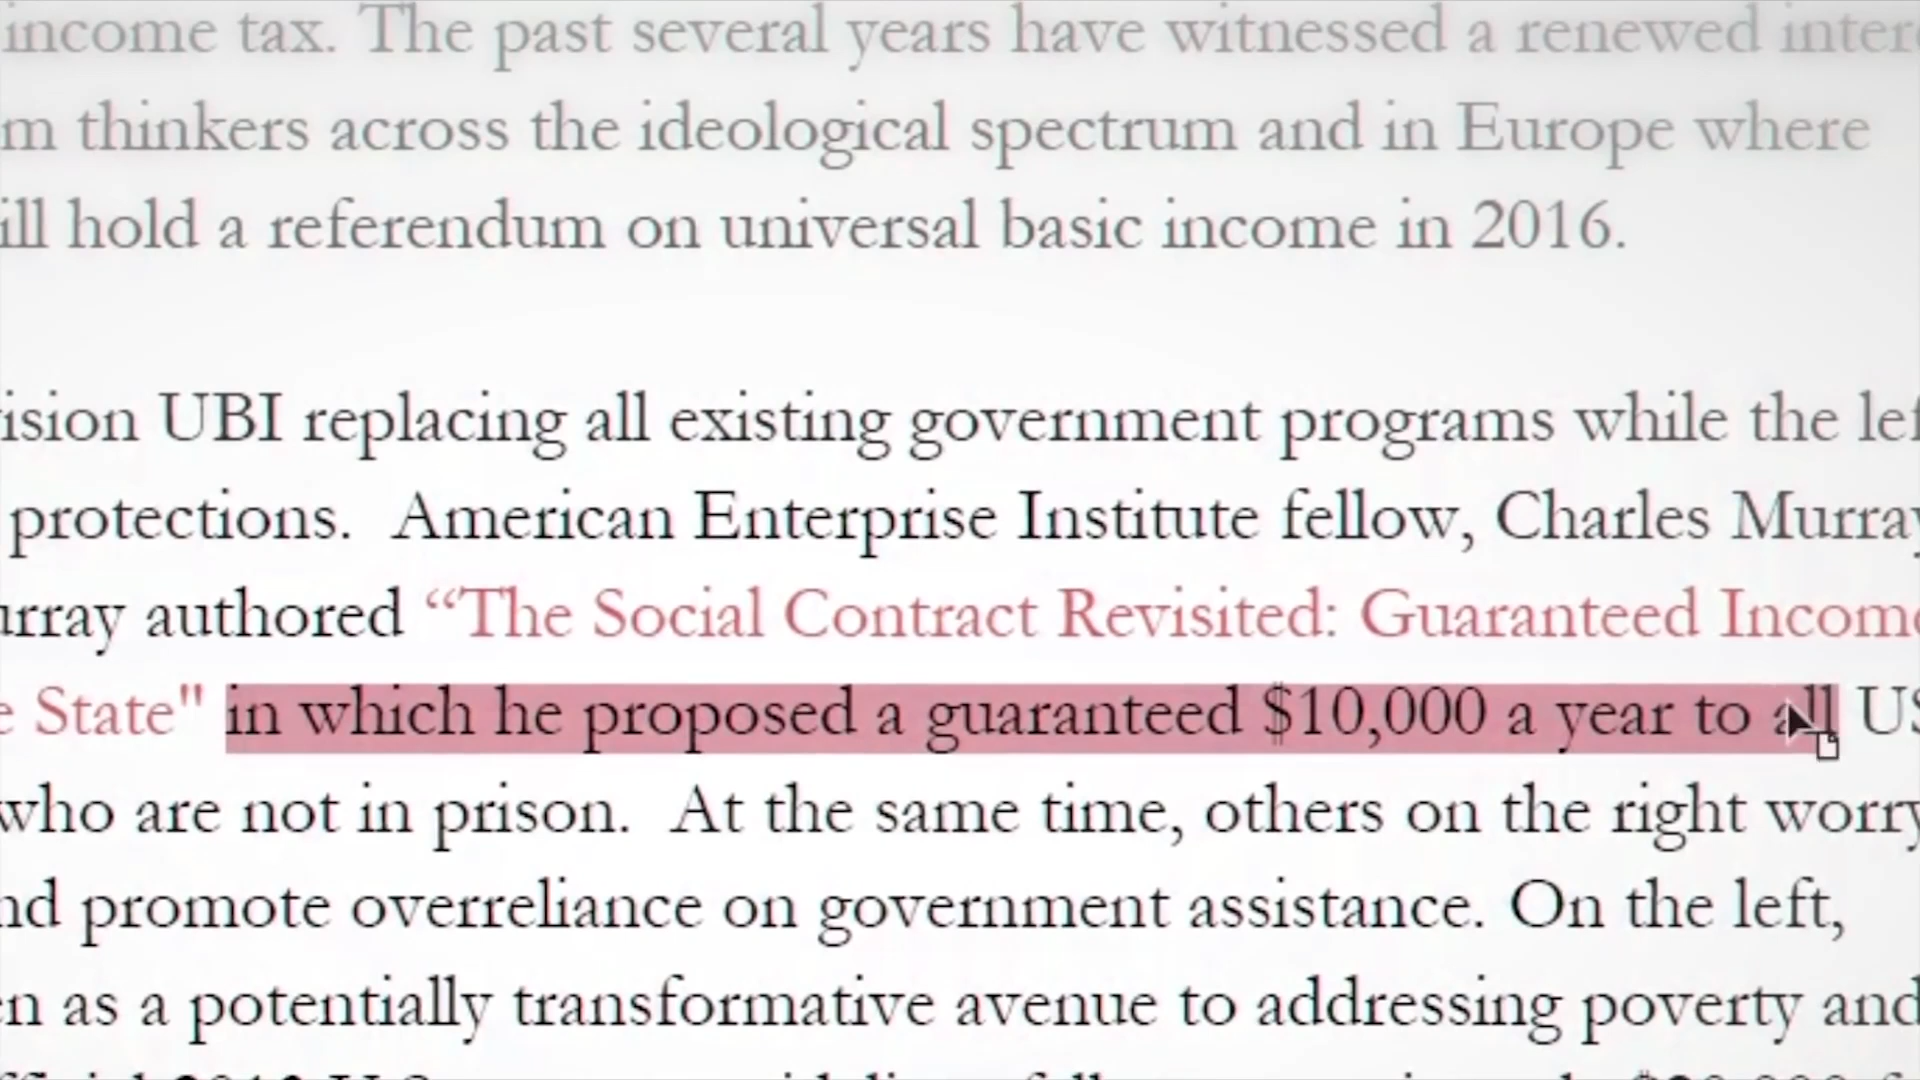 income tax. The past several years have witnessed a renewed inter
m thinkers across the ideological spectrum and in Europe where
ill hold a referendum on universal basic income in 2016.
ision UBI replacing all existing government programs while the lef
protections. American Enterprise Institute fellow, Charles Murray
urray authored “The Social Contract Revisited: Guaranteed Incom
e State" in which he proposed a guaranteed $10,000 a year to all US
who are not in prison. At the same time, others on the right worry
nd promote overreliance on government assistance. On the left,
en as a potentially transformative avenue to addressing poverty and